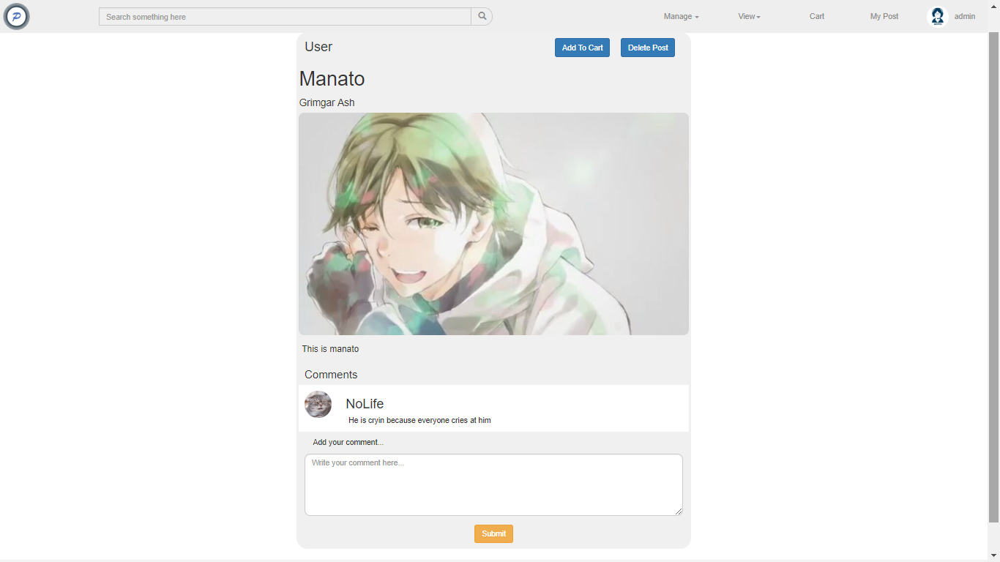 P
Search something here
Manage
View
Cart
My Post
admin
User
Add To Cart
Delete Post
Manato
Grimgar Ash
This is manato
Comments
NoLife
He is cryin because everyone cries at him
Add your comment...
Write your comment here...
Submit